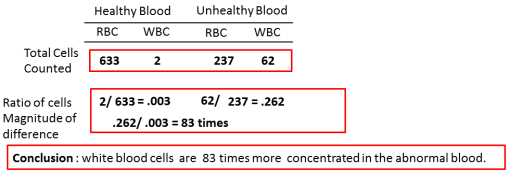 Healthy Blood Unhealthy Blood
RBC WBC RBC WBC
Total Cells Counted 633 2 237 62
Ratio of cells 2/ 633 = .003 62/ 237 = .262
Magnitude of difference .262/ .003 = 83 times
Conclusion : white blood cells are 83 times more concentrated in the abnormal blood.